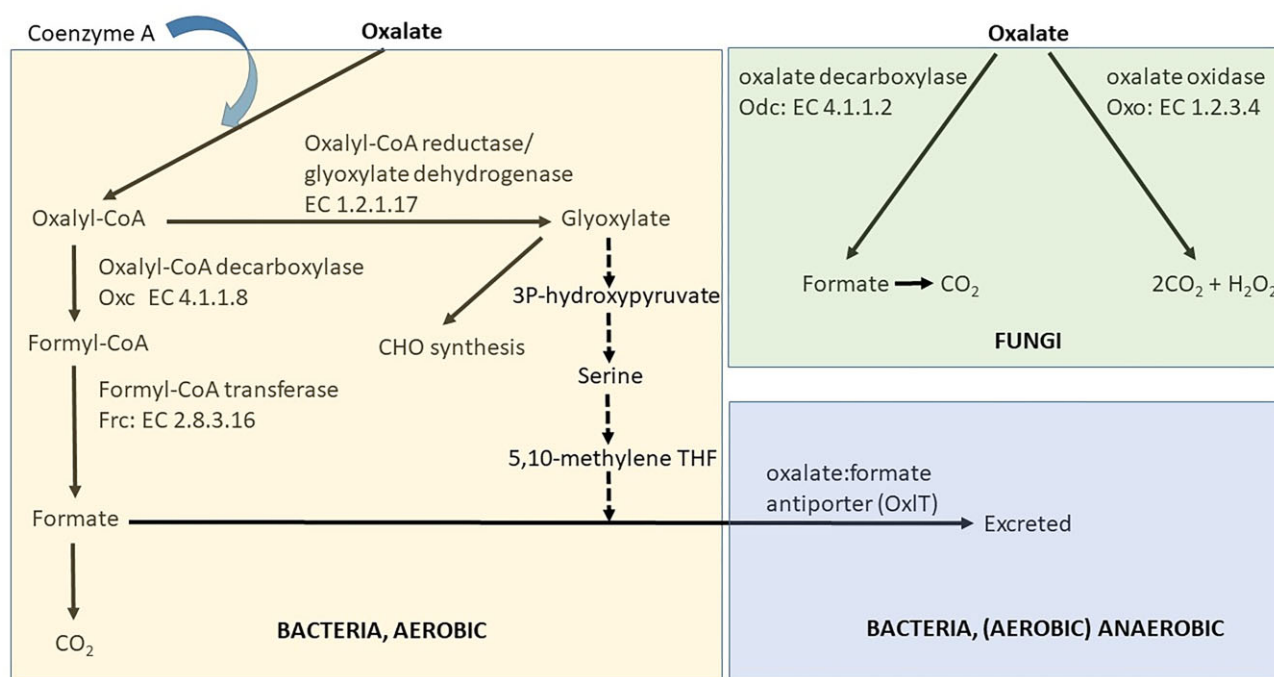 Coenzyme A
Oxalate
Oxalyl-CoA reductase/
glyoxylate dehydrogenase
EC 1.2.1.17
Oxalyl-CoA
Glyoxylate
Oxalyl-CoA decarboxylase
Oxc EC 4.1.1.8
3P-hydroxypyruvate
Formyl-CoA
CHO synthesis
Serine
Formyl-CoA transferase
Frc: EC 2.8.3.16
5,10-methylene THF
Formate
CO₂
BACTERIA, AEROBIC
Oxalate
oxalate decarboxylase
Odc: EC 4.1.1.2
oxalate oxidase
Oxo: EC 1.2.3.4
Formate
CO₂
2CO₂ + H₂O₂
FUNGI
oxalate:formate
antiporter (OxlT)
Excreted
BACTERIA, (AEROBIC) ANAEROBIC